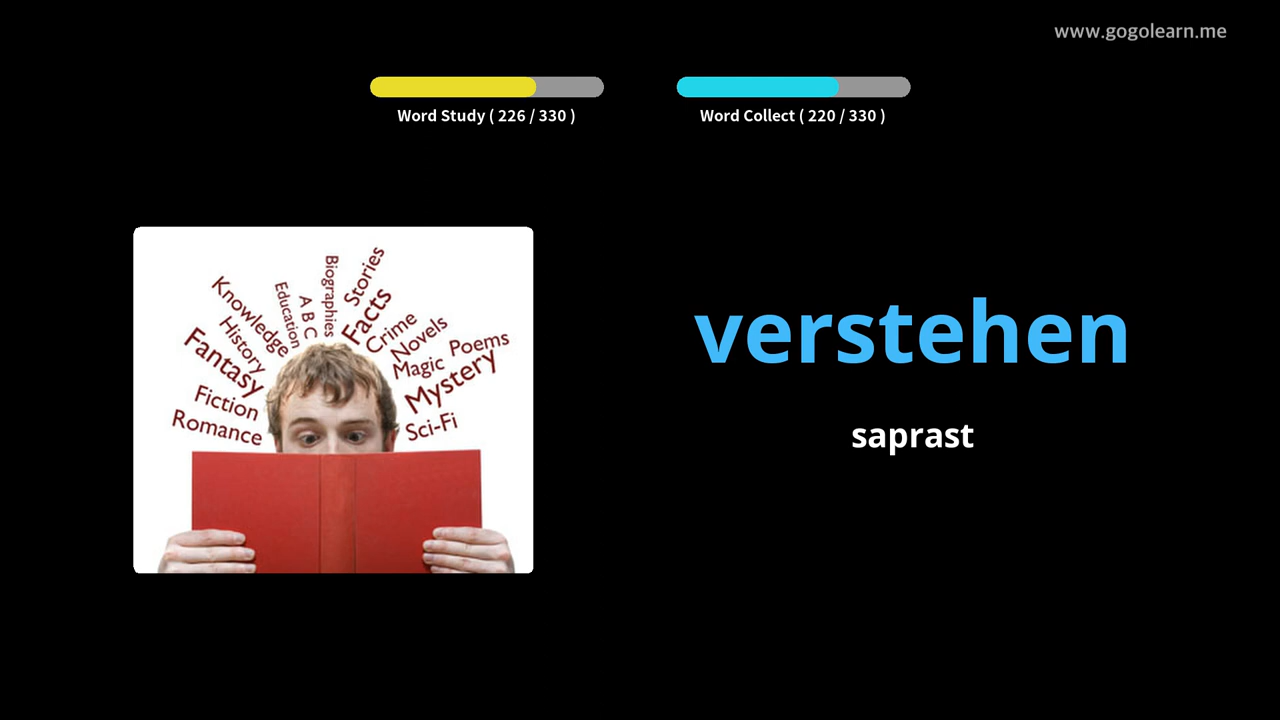 www.gogolearn.me
Word Study ( 226 / 330 )
Word Collect ( 220 / 330 )
Knowledge
Education
A B C
Biographies
Stories
Facts
History
Crime
Novels
Fantasy
Magic
Poems
Mystery
Fiction
Romance
Sci-Fi
verstehen
saprast